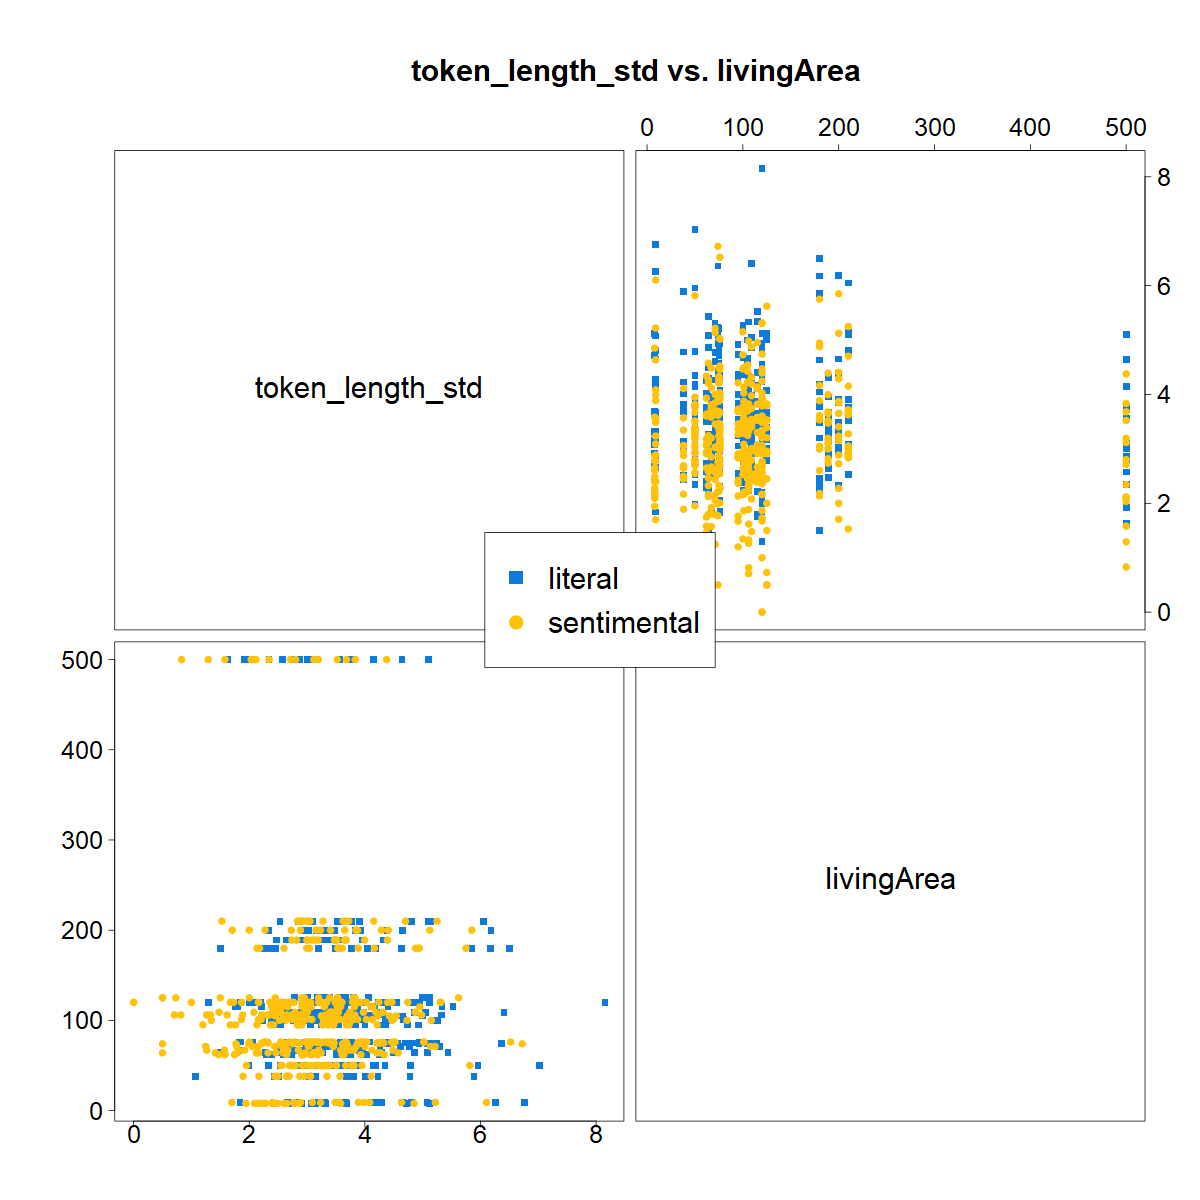 token_length_std vs. livingArea
0 100 200 300 400 500
8
6
4
2
0
token_length_std
literal
sentimental
500
400
300
200
100
0
livingArea
0 2 4 6 8